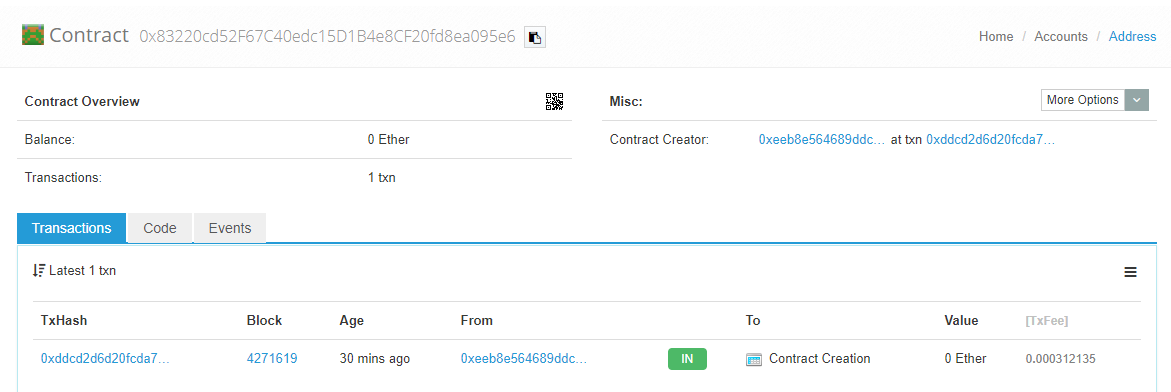 Contract 0x83220cd52F67C40edc15D1B4e8CF20fd8ea095e6
Home / Accounts / Address
Contract Overview
Misc:
More Options
Balance: 0 Ether
Contract Creator: 0xeeb8e564689ddc... at txn 0xddcd2d6d20fcda7...
Transactions: 1 txn
Transactions Code Events
Latest 1 txn
TxHash Block Age From To Value [TxFee]
0xddcd2d6d20fcda7... 4271619 30 mins ago 0xeeb8e564689ddc... IN Contract Creation 0 Ether 0.000312135